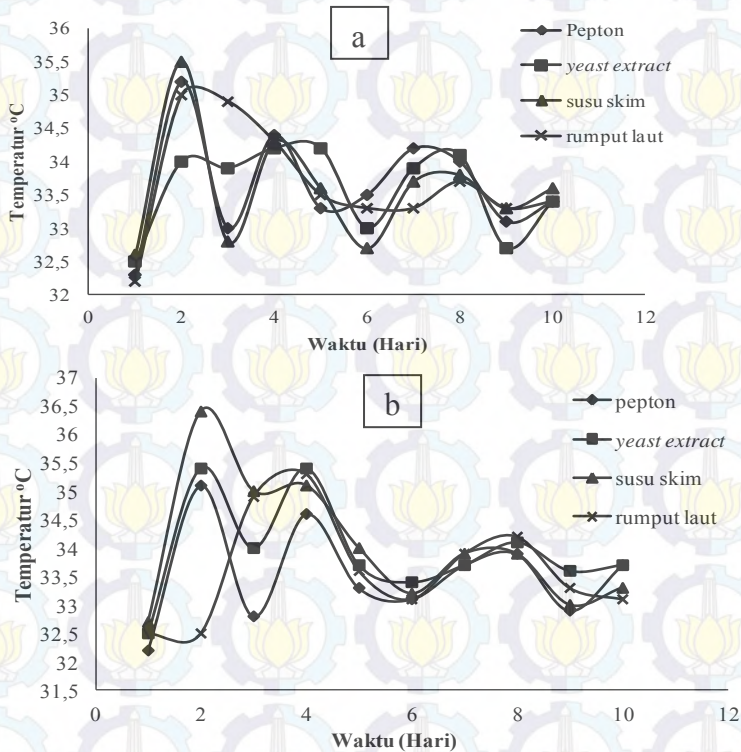 a
36
35,5
35
34,5
34
33,5
33
32,5
32
Temperatur °C
0 2 4 6 8 10 12
Waktu (Hari)
Pepton
yeast extract
susu skim
rumput laut
b
37
36,5
36
35,5
35
34,5
34
33,5
33
32,5
32
31,5
Temperatur °C
0 2 4 6 8 10 12
Waktu (Hari)
pepton
yeast extract
susu skim
rumput laut